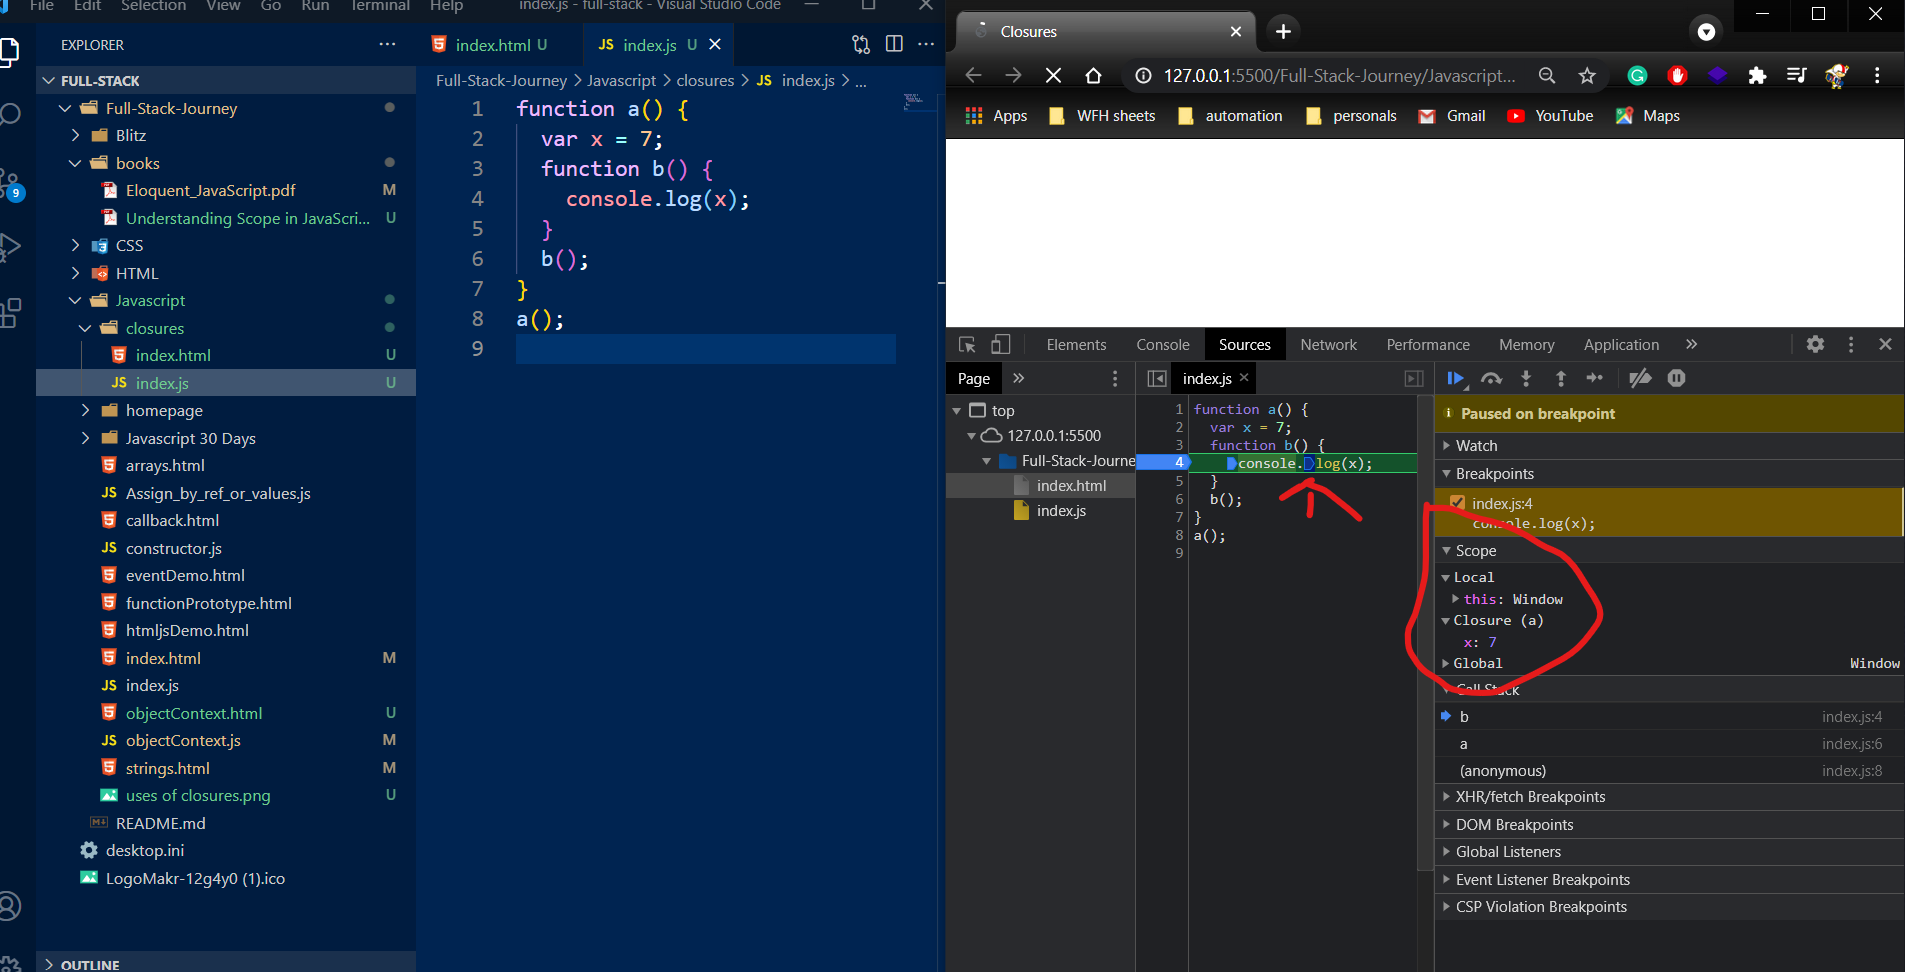 File Edit Selection View Go Run Terminal Help index.js - full-stack - Visual Studio Code
EXPLORER
FULL-STACK
Full-Stack-Journey
Blitz
books
Eloquent_JavaScript.pdf M
Understanding Scope in JavaScri... U
CSS
HTML
Javascript
closures
index.html U
JS index.js U
homepage
Javascript 30 Days
arrays.html
JS Assign_by_ref_or_values.js
callback.html
JS constructor.js
eventDemo.html
functionPrototype.html
htmljsDemo.html
index.html M
JS index.js
objectContext.html U
JS objectContext.js M
strings.html M
uses of closures.png U
README.md
desktop.ini
LogoMakr-12g4y0 (1).ico
OUTLINE
9
index.html U JS index.js U
Full-Stack-Journey > Javascript > closures > JS index.js > ...
1 function a() {
2 var x = 7;
3 function b() {
4 console.log(x);
5 }
6 b();
7 }
8 a();
9
Closures
127.0.0.1:5500/Full-Stack-Journey/Javascript...
Apps WFH sheets automation personals Gmail YouTube Maps
Elements Console Sources Network Performance Memory Application
Page
top
127.0.0.1:5500
Full-Stack-Journe
index.html
index.js
index.js
1 function a() {
2 var x = 7;
3 function b() {
4 console.log(x);
5 }
6 b();
7 }
8 a();
9
Paused on breakpoint
Watch
Breakpoints
index.js:4
console.log(x);
Scope
Local
this: Window
Closure (a)
x: 7
Global Window
Call Stack
b index.js:4
a index.js:6
(anonymous) index.js:8
XHR/fetch Breakpoints
DOM Breakpoints
Global Listeners
Event Listener Breakpoints
CSP Violation Breakpoints